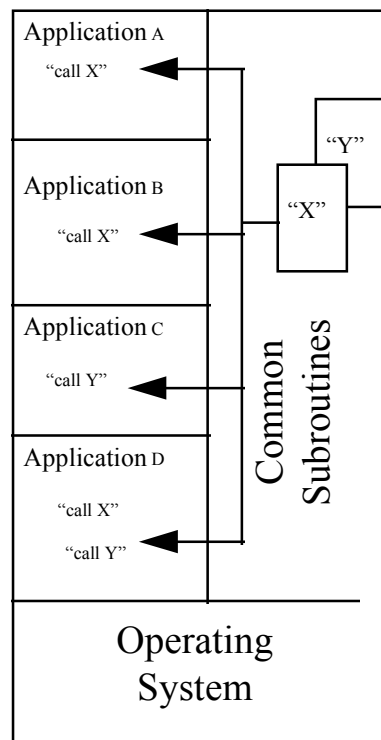 Application A
“call X”
Application B
“call X”
Application C
“call Y”
Application D
“call X”
“call Y”
“Y”
“X”
Common
Subroutines
Operating
System